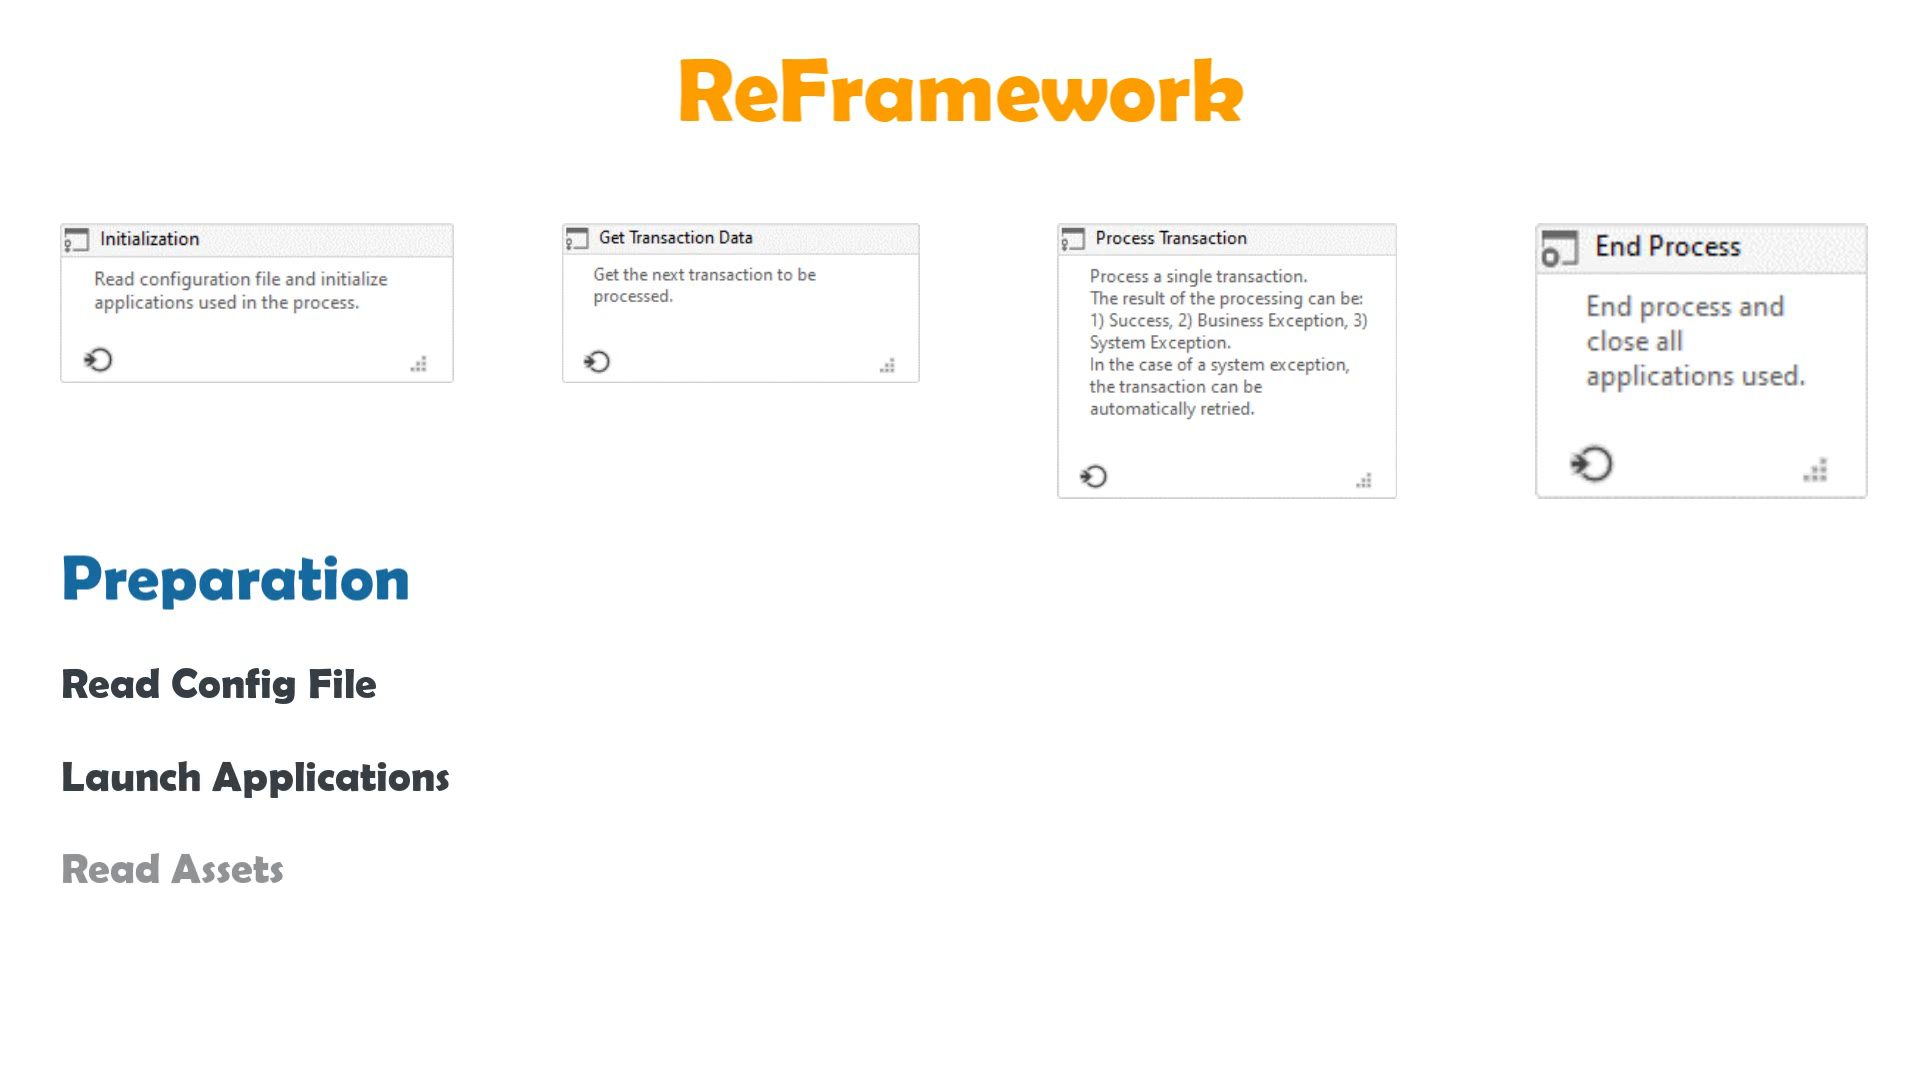 ReFramework
Initialization
Read configuration file and initialize
applications used in the process.
Get Transaction Data
Get the next transaction to be
processed.
Process Transaction
Process a single transaction.
The result of the processing can be:
1) Success, 2) Business Exception, 3)
System Exception.
In the case of a system exception,
the transaction can be
automatically retried.
End Process
End process and
close all
applications used.
Preparation
Read Config File
Launch Applications
Read Assets